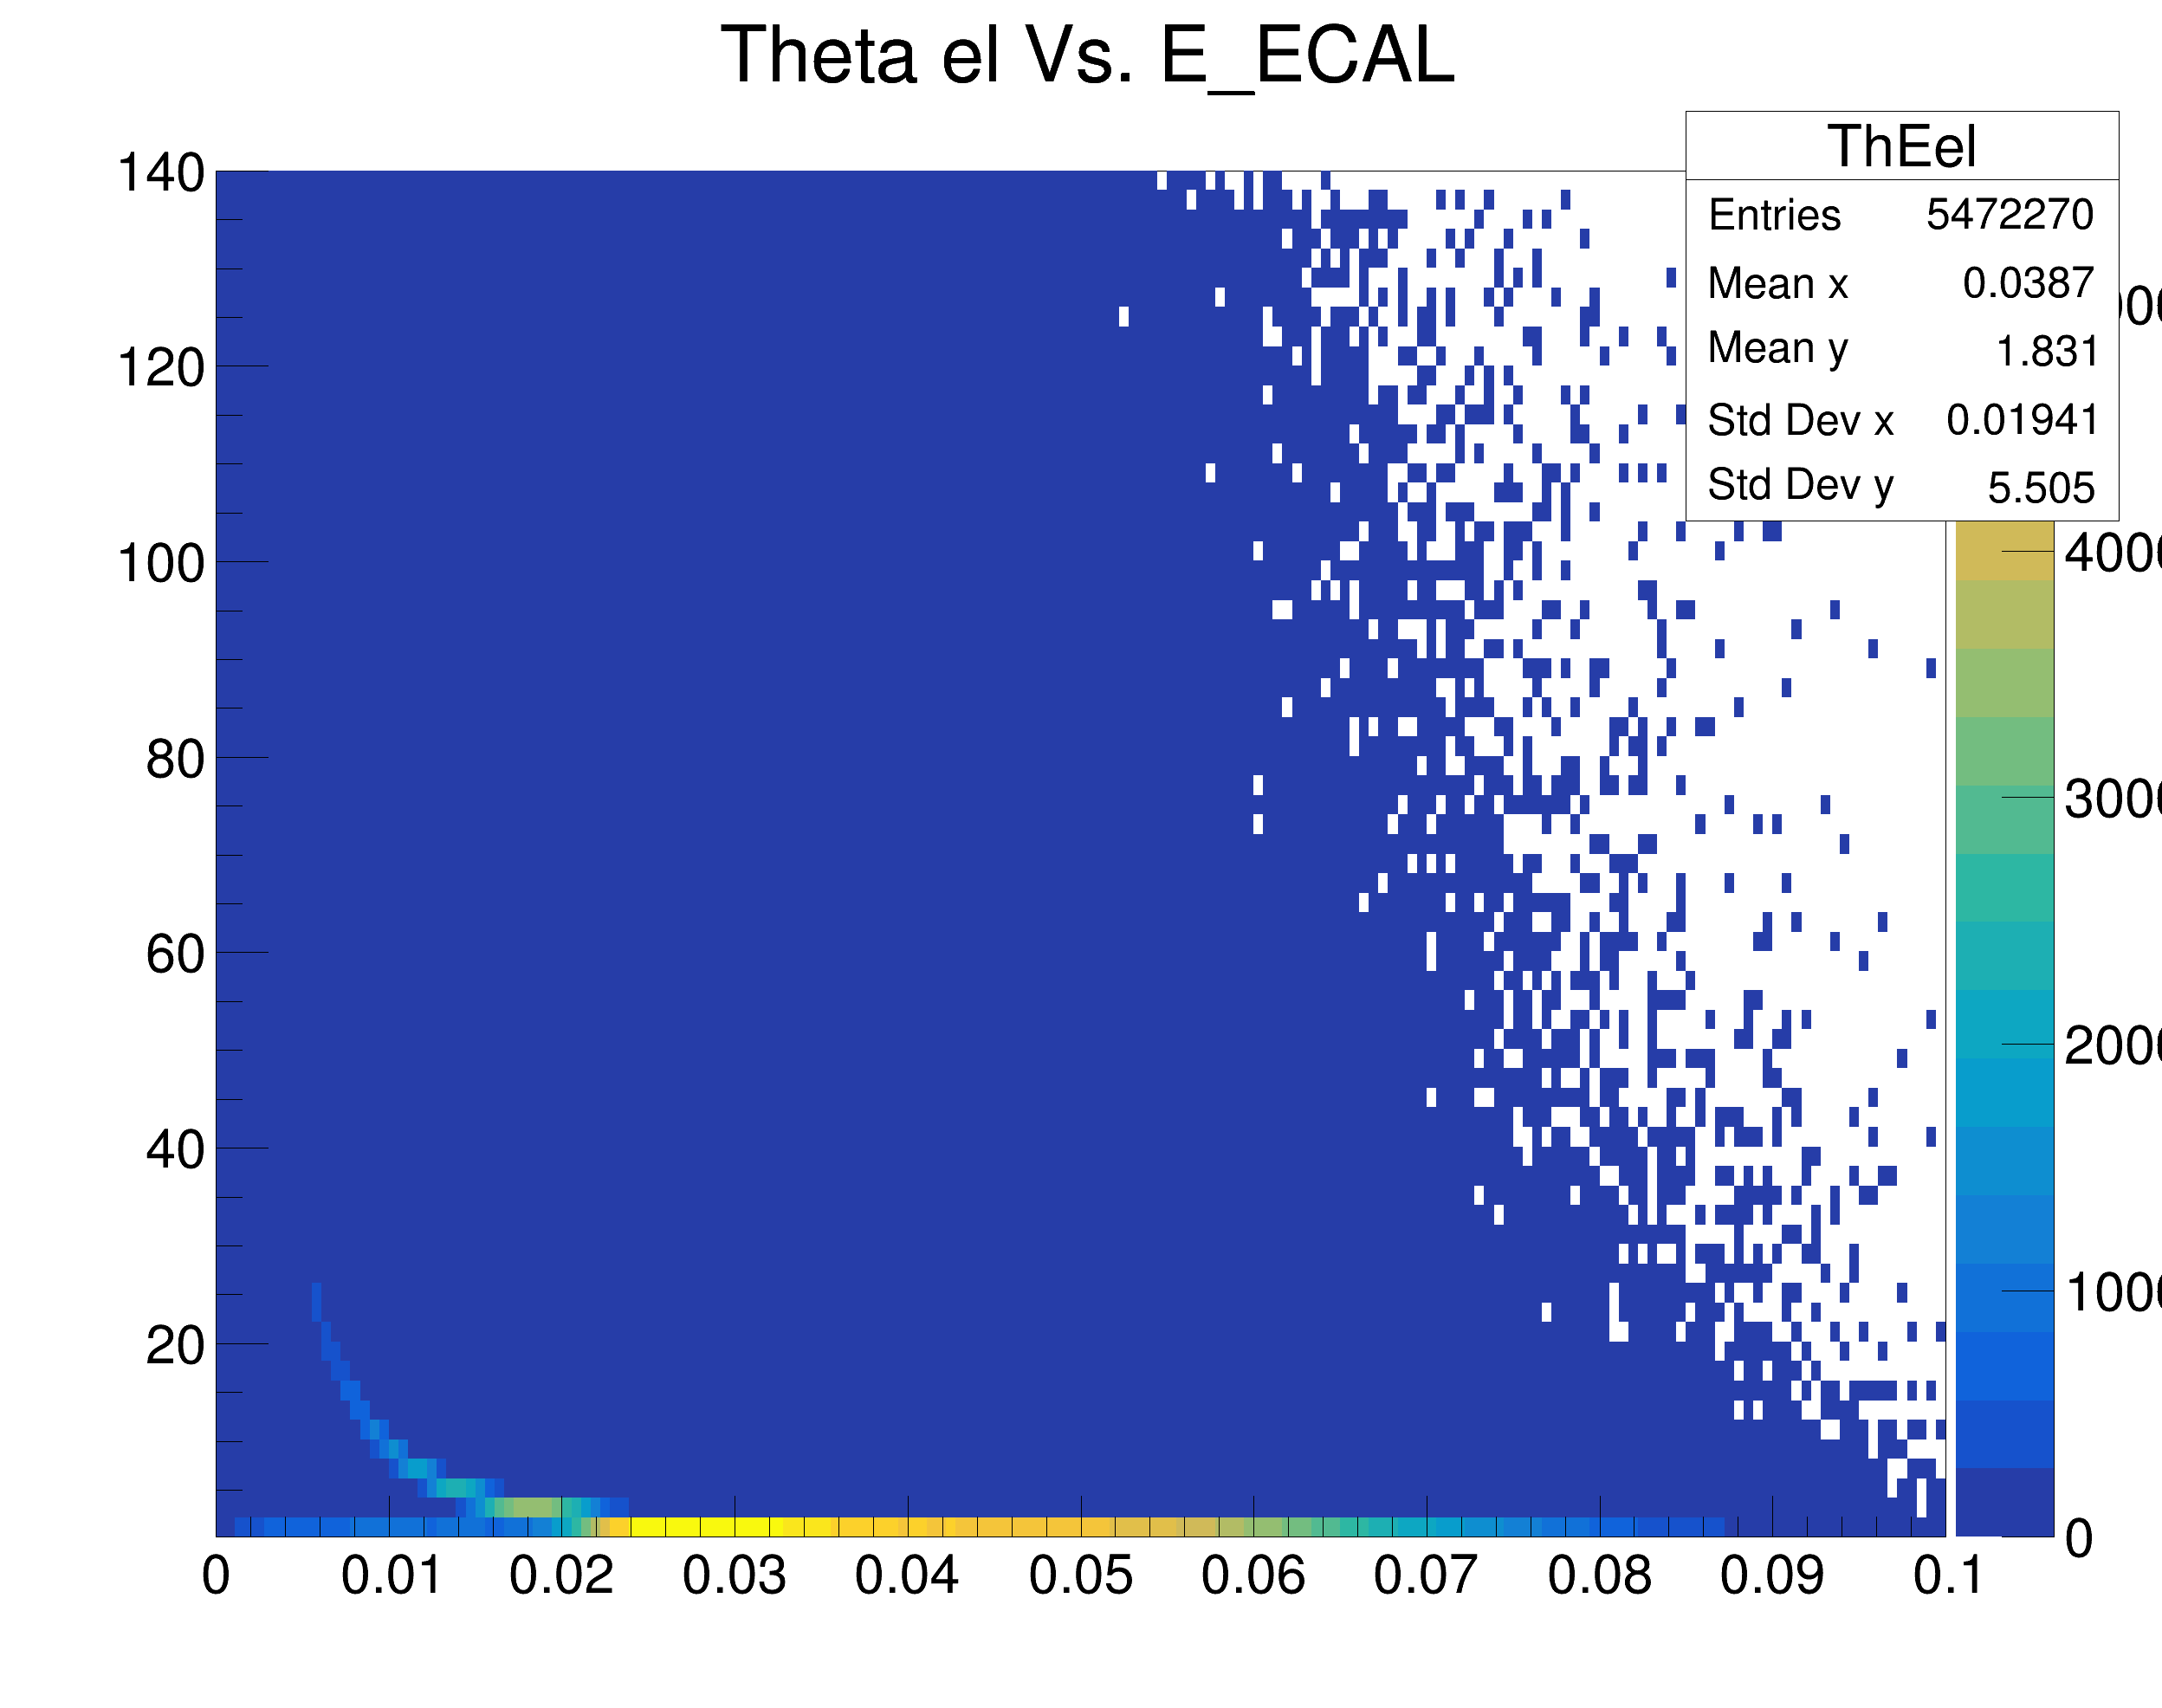 Theta el Vs. E_ECAL
ThEel
Entries 5472270
Mean x 0.0387
Mean y 1.831
Std Dev x 0.01941
Std Dev y 5.505
140
120
100
80
60
40
20
0 0.01 0.02 0.03 0.04 0.05 0.06 0.07 0.08 0.09 0.1
0